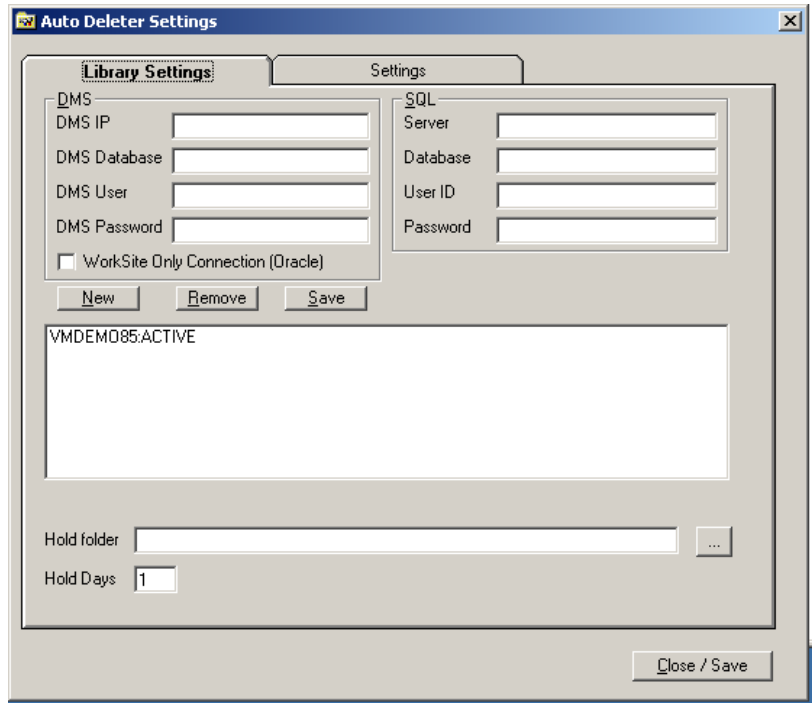 Auto Deleter Settings
Library Settings
Settings
DMS
DMS IP
DMS Database
DMS User
DMS Password
WorkSite Only Connection (Oracle)
SQL
Server
Database
User ID
Password
New Remove Save
VMDEMO85:ACTIVE
Hold folder ...
Hold Days 1
Close / Save